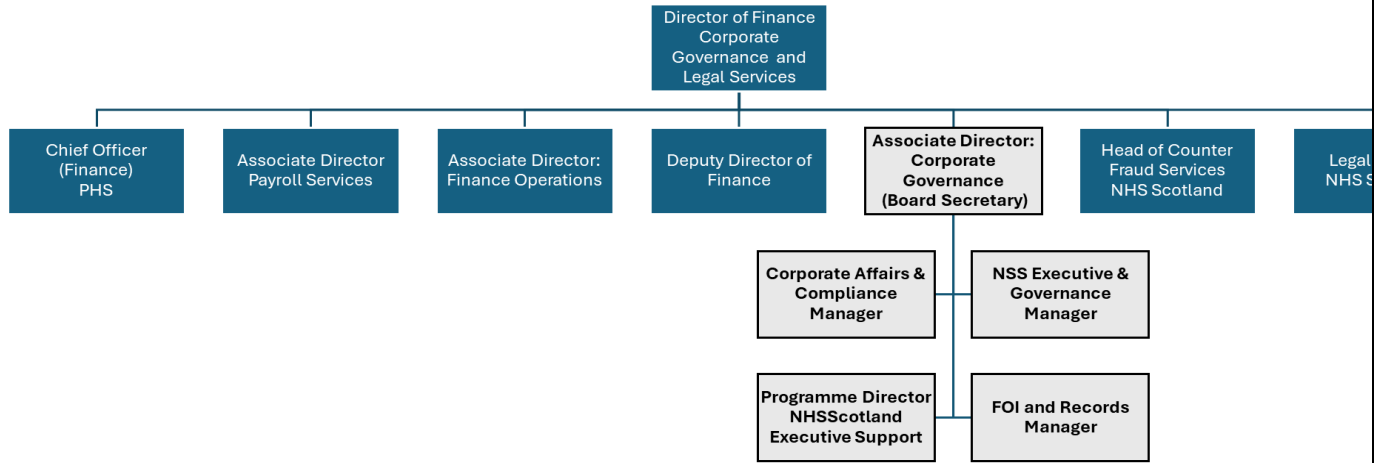 Director of Finance
Corporate
Governance and
Legal Services
Chief Officer
(Finance)
PHS
Associate Director
Payroll Services
Associate Director:
Finance Operations
Deputy Director of
Finance
Associate Director:
Corporate
Governance
(Board Secretary)
Head of Counter
Fraud Services
NHS Scotland
Legal
NHS
Corporate Affairs &
Compliance
Manager
NSS Executive &
Governance
Manager
Programme Director
NHSScotland
Executive Support
FOI and Records
Manager